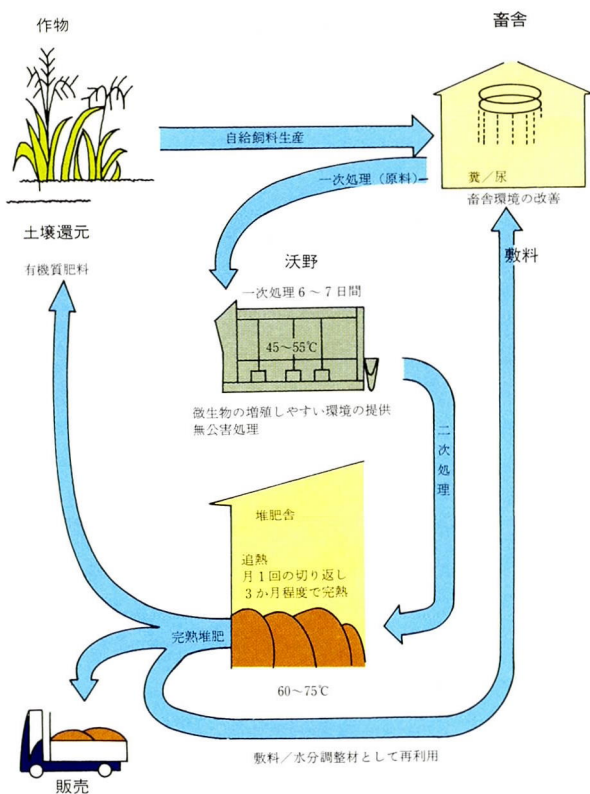 作物
畜舎
自給飼料生産
糞／尿
一次処理（原料）
畜舎環境の改善
土壌還元
有機質肥料
沃野
敷料
一次処理６～７日間
45～55℃
微生物の増殖しやすい環境の提供
無公害処理
二次処理
堆肥舎
追熱
月１回の切り返し
３か月程度で完熟
完熟堆肥
60～75℃
敷料／水分調整材として再利用
販売